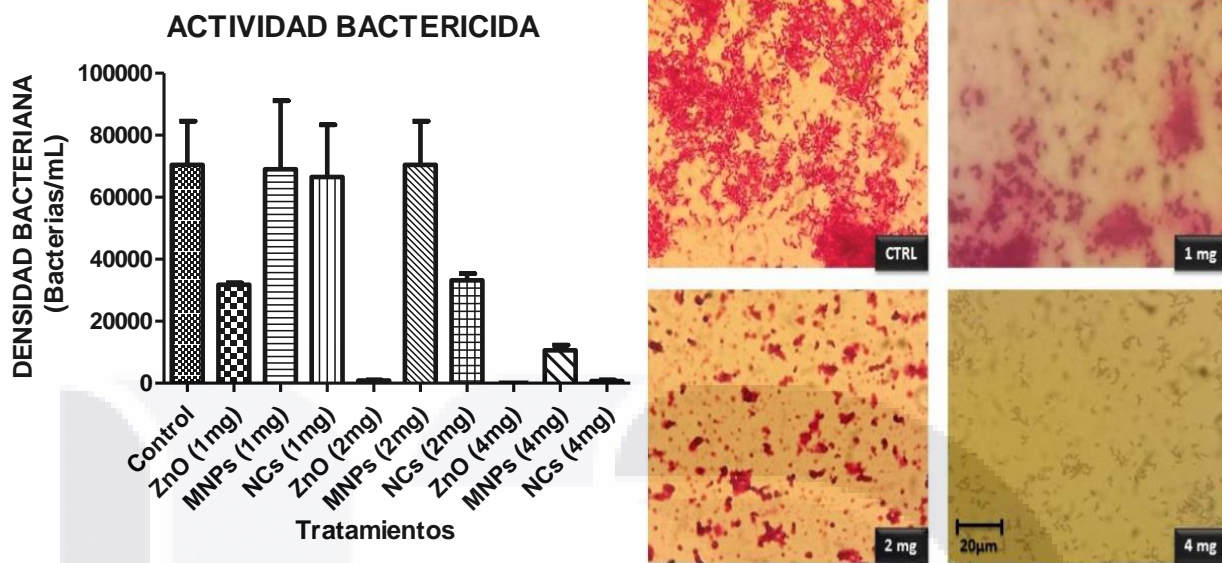 ACTIVIDAD BACTERICIDA
DENSIDAD BACTERIANA
(Bacterias/mL)
100000
80000
60000
40000
20000
0
Control
ZnO (1mg)
MNPs (1mg)
NCs (1mg)
ZnO (2mg)
MNPs (2mg)
NCs (2mg)
ZnO (4mg)
MNPs (4mg)
NCs (4mg)
Tratamientos
CTRL
1 mg
2 mg
20µm
4 mg